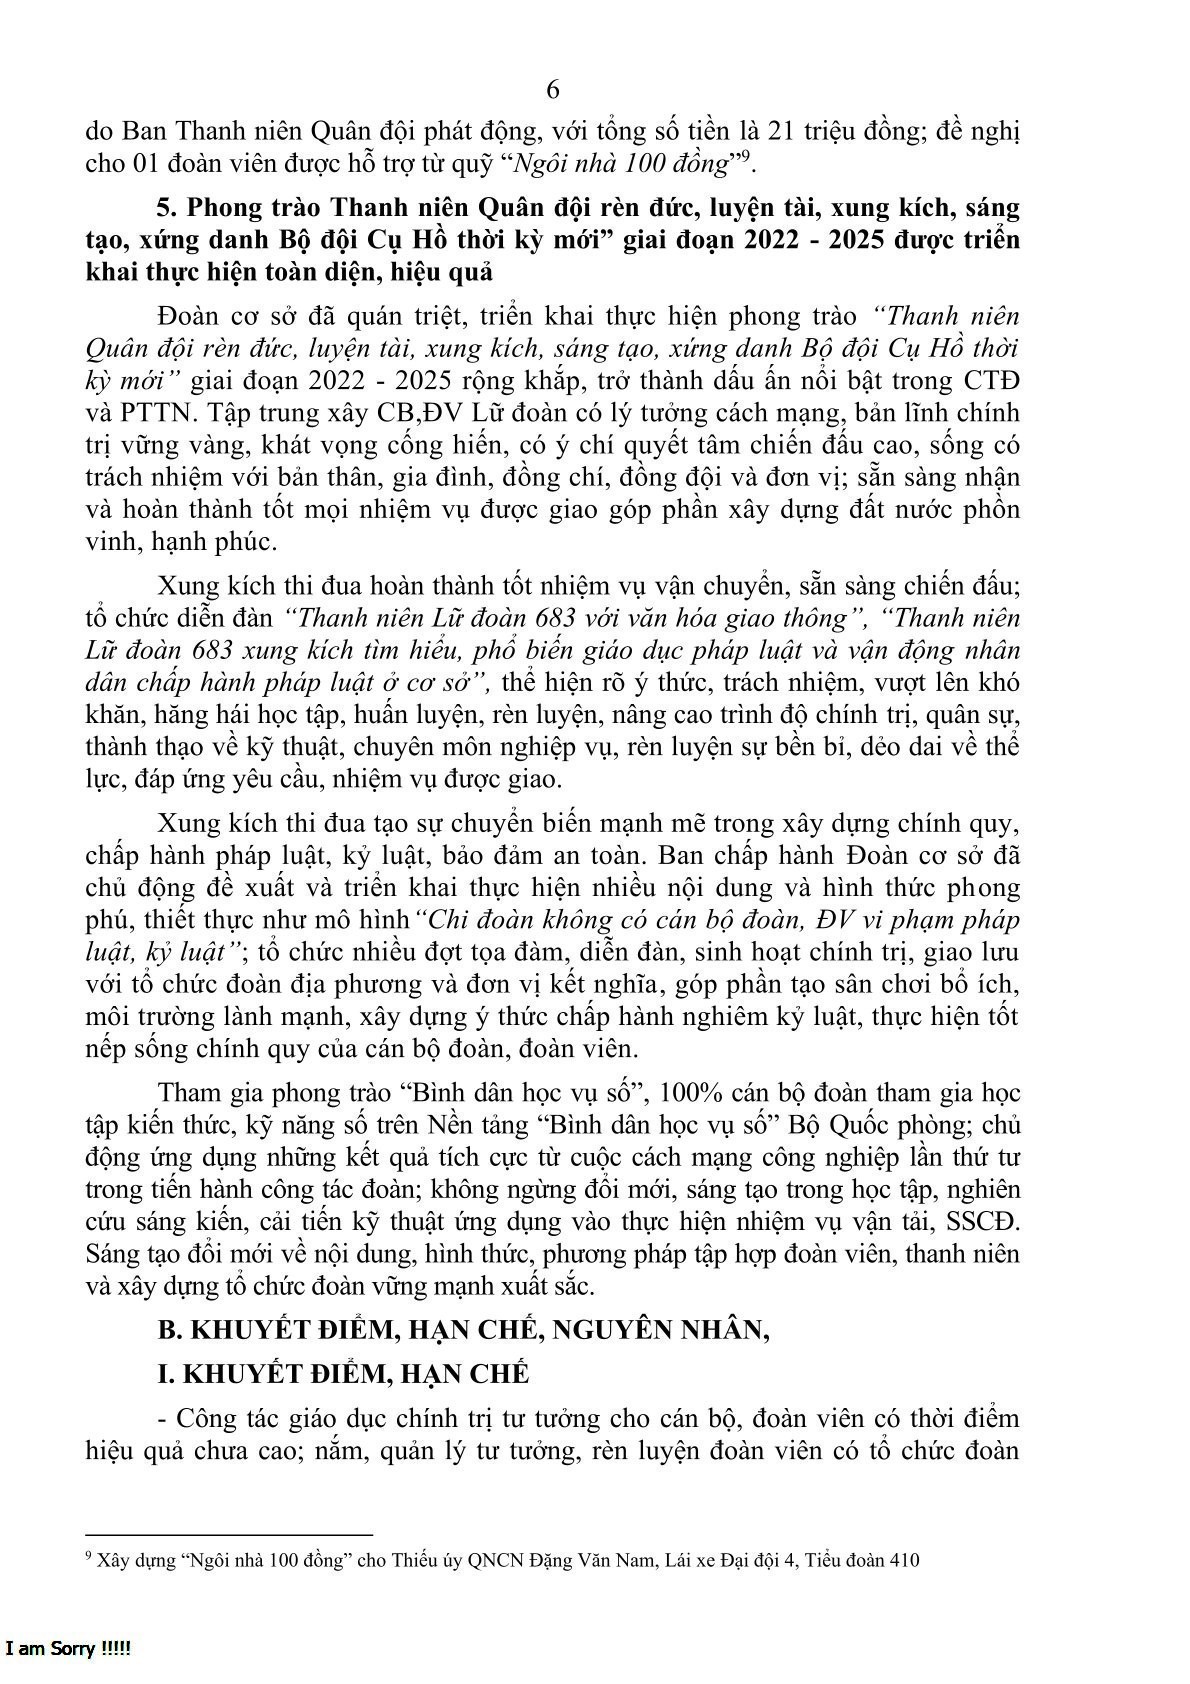 6
do Ban Thanh niên Quân đội phát động, với tổng số tiền là 21 triệu đồng; đề nghị
cho 01 đoàn viên được hỗ trợ từ quỹ “Ngôi nhà 100 đồng”⁹.
5. Phong trào Thanh niên Quân đội rèn đức, luyện tài, xung kích, sáng
tạo, xứng danh Bộ đội Cụ Hồ thời kỳ mới” giai đoạn 2022 - 2025 được triển
khai thực hiện toàn diện, hiệu quả
Đoàn cơ sở đã quán triệt, triển khai thực hiện phong trào “Thanh niên
Quân đội rèn đức, luyện tài, xung kích, sáng tạo, xứng danh Bộ đội Cụ Hồ thời
kỳ mới” giai đoạn 2022 - 2025 rộng khắp, trở thành dấu ấn nổi bật trong CTĐ
và PTTN. Tập trung xây CB,ĐV Lữ đoàn có lý tưởng cách mạng, bản lĩnh chính
trị vững vàng, khát vọng cống hiến, có ý chí quyết tâm chiến đấu cao, sống có
trách nhiệm với bản thân, gia đình, đồng chí, đồng đội và đơn vị; sẵn sàng nhận
và hoàn thành tốt mọi nhiệm vụ được giao góp phần xây dựng đất nước phồn
vinh, hạnh phúc.
Xung kích thi đua hoàn thành tốt nhiệm vụ vận chuyển, sẵn sàng chiến đấu;
tổ chức diễn đàn “Thanh niên Lữ đoàn 683 với văn hóa giao thông”, “Thanh niên
Lữ đoàn 683 xung kích tìm hiểu, phổ biến giáo dục pháp luật và vận động nhân
dân chấp hành pháp luật ở cơ sở”, thể hiện rõ ý thức, trách nhiệm, vượt lên khó
khăn, hăng hái học tập, huấn luyện, rèn luyện, nâng cao trình độ chính trị, quân sự,
thành thạo về kỹ thuật, chuyên môn nghiệp vụ, rèn luyện sự bền bỉ, dẻo dai về thể
lực, đáp ứng yêu cầu, nhiệm vụ được giao.
Xung kích thi đua tạo sự chuyển biến mạnh mẽ trong xây dựng chính quy,
chấp hành pháp luật, kỷ luật, bảo đảm an toàn. Ban chấp hành Đoàn cơ sở đã
chủ động đề xuất và triển khai thực hiện nhiều nội dung và hình thức phong
phú, thiết thực như mô hình“Chi đoàn không có cán bộ đoàn, ĐV vi phạm pháp
luật, kỷ luật”; tổ chức nhiều đợt tọa đàm, diễn đàn, sinh hoạt chính trị, giao lưu
với tổ chức đoàn địa phương và đơn vị kết nghĩa, góp phần tạo sân chơi bổ ích,
môi trường lành mạnh, xây dựng ý thức chấp hành nghiêm kỷ luật, thực hiện tốt
nếp sống chính quy của cán bộ đoàn, đoàn viên.
Tham gia phong trào “Bình dân học vụ số”, 100% cán bộ đoàn tham gia học
tập kiến thức, kỹ năng số trên Nền tảng “Bình dân học vụ số” Bộ Quốc phòng; chủ
động ứng dụng những kết quả tích cực từ cuộc cách mạng công nghiệp lần thứ tư
trong tiến hành công tác đoàn; không ngừng đổi mới, sáng tạo trong học tập, nghiên
cứu sáng kiến, cải tiến kỹ thuật ứng dụng vào thực hiện nhiệm vụ vận tải, SSCĐ.
Sáng tạo đổi mới về nội dung, hình thức, phương pháp tập hợp đoàn viên, thanh niên
và xây dựng tổ chức đoàn vững mạnh xuất sắc.
B. KHUYẾT ĐIỂM, HẠN CHẾ, NGUYÊN NHÂN,
I. KHUYẾT ĐIỂM, HẠN CHẾ
- Công tác giáo dục chính trị tư tưởng cho cán bộ, đoàn viên có thời điểm
hiệu quả chưa cao; nắm, quản lý tư tưởng, rèn luyện đoàn viên có tổ chức đoàn
⁹ Xây dựng “Ngôi nhà 100 đồng” cho Thiếu úy QNCN Đặng Văn Nam, Lái xe Đại đội 4, Tiểu đoàn 410
I am Sorry !!!!!